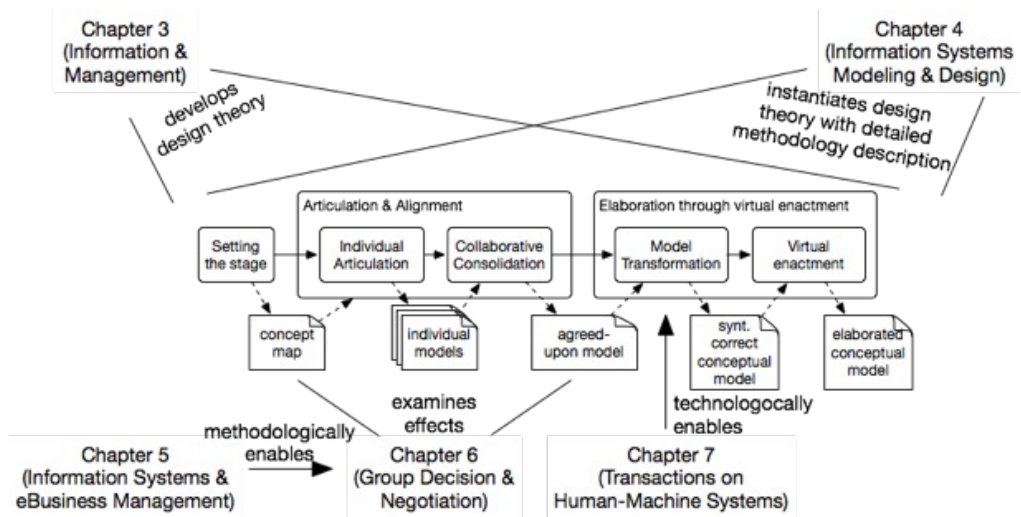 Chapter 3
(Information &
Management)
Chapter 4
(Information Systems
Modeling & Design)
develops
design theory
instantiates design
theory with detailed
methodology description
Articulation & Alignment
Elaboration through virtual enactment
Setting
the stage
Individual
Articulation
Collaborative
Consolidation
Model
Transformation
Virtual
enactment
concept
map
individual
models
agreed-
upon model
synt.
correct
conceptual
model
elaborated
conceptual
model
examines
effects
technologocally
enables
methodologically
enables
Chapter 5
(Information Systems &
eBusiness Management)
Chapter 6
(Group Decision &
Negotiation)
Chapter 7
(Transactions on
Human-Machine Systems)